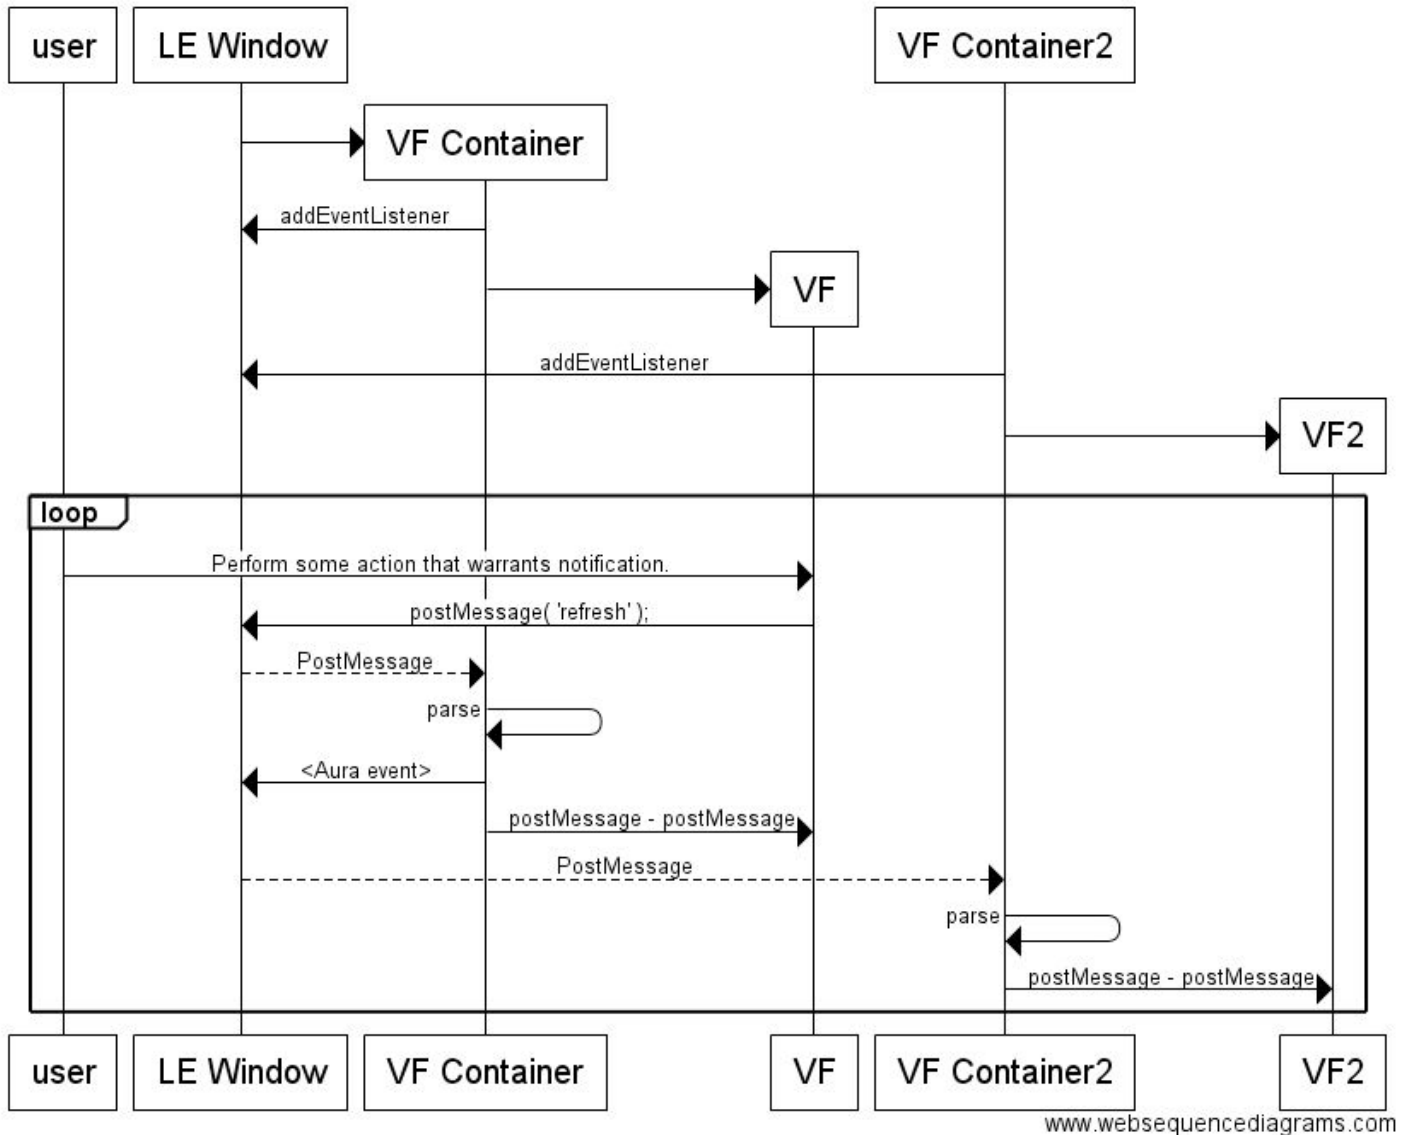 user
LE Window
VF Container2
VF Container
addEventListener
VF
addEventListener
VF2
loop
Perform some action that warrants notification.
postMessage( 'refresh' );
PostMessage
parse
<Aura event>
postMessage - postMessage
PostMessage
parse
postMessage - postMessage
user
LE Window
VF Container
VF
VF Container2
VF2
www.websequencediagrams.com